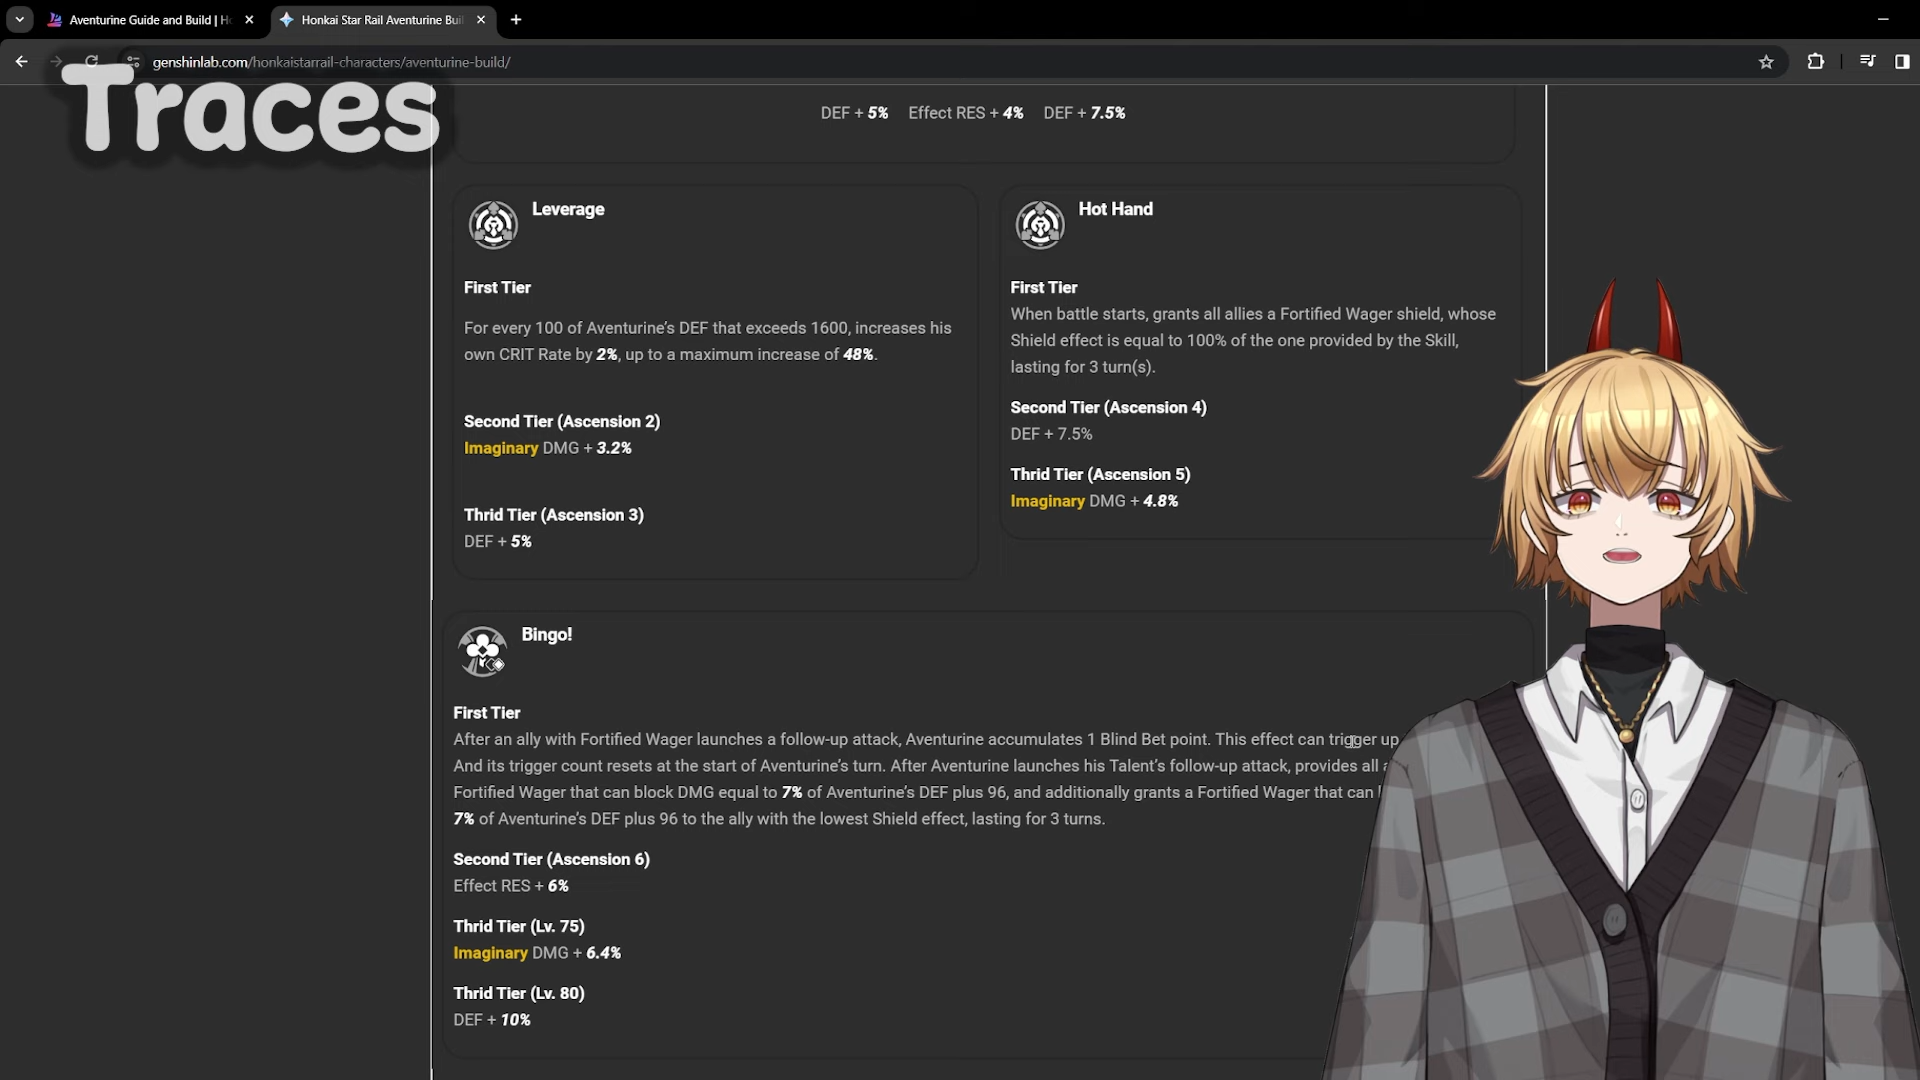 Aventurine Guide and Build | H
Honkai Star Rail Aventurine Buil
genshinlab.com/honkaistarrail-characters/aventurine-build/
Traces
DEF + 5% Effect RES + 4% DEF + 7.5%
Leverage
First Tier
For every 100 of Aventurine's DEF that exceeds 1600, increases his
own CRIT Rate by 2%, up to a maximum increase of 48%.
Second Tier (Ascension 2)
Imaginary DMG + 3.2%
Thrid Tier (Ascension 3)
DEF + 5%
Hot Hand
First Tier
When battle starts, grants all allies a Fortified Wager shield, whose
Shield effect is equal to 100% of the one provided by the Skill,
lasting for 3 turn(s).
Second Tier (Ascension 4)
DEF + 7.5%
Thrid Tier (Ascension 5)
Imaginary DMG + 4.8%
Bingo!
First Tier
After an ally with Fortified Wager launches a follow-up attack, Aventurine accumulates 1 Blind Bet point. This effect can trigger up
And its trigger count resets at the start of Aventurine's turn. After Aventurine launches his Talent's follow-up attack, provides all
Fortified Wager that can block DMG equal to 7% of Aventurine's DEF plus 96, and additionally grants a Fortified Wager that can
7% of Aventurine's DEF plus 96 to the ally with the lowest Shield effect, lasting for 3 turns.
Second Tier (Ascension 6)
Effect RES + 6%
Thrid Tier (Lv. 75)
Imaginary DMG + 6.4%
Thrid Tier (Lv. 80)
DEF + 10%